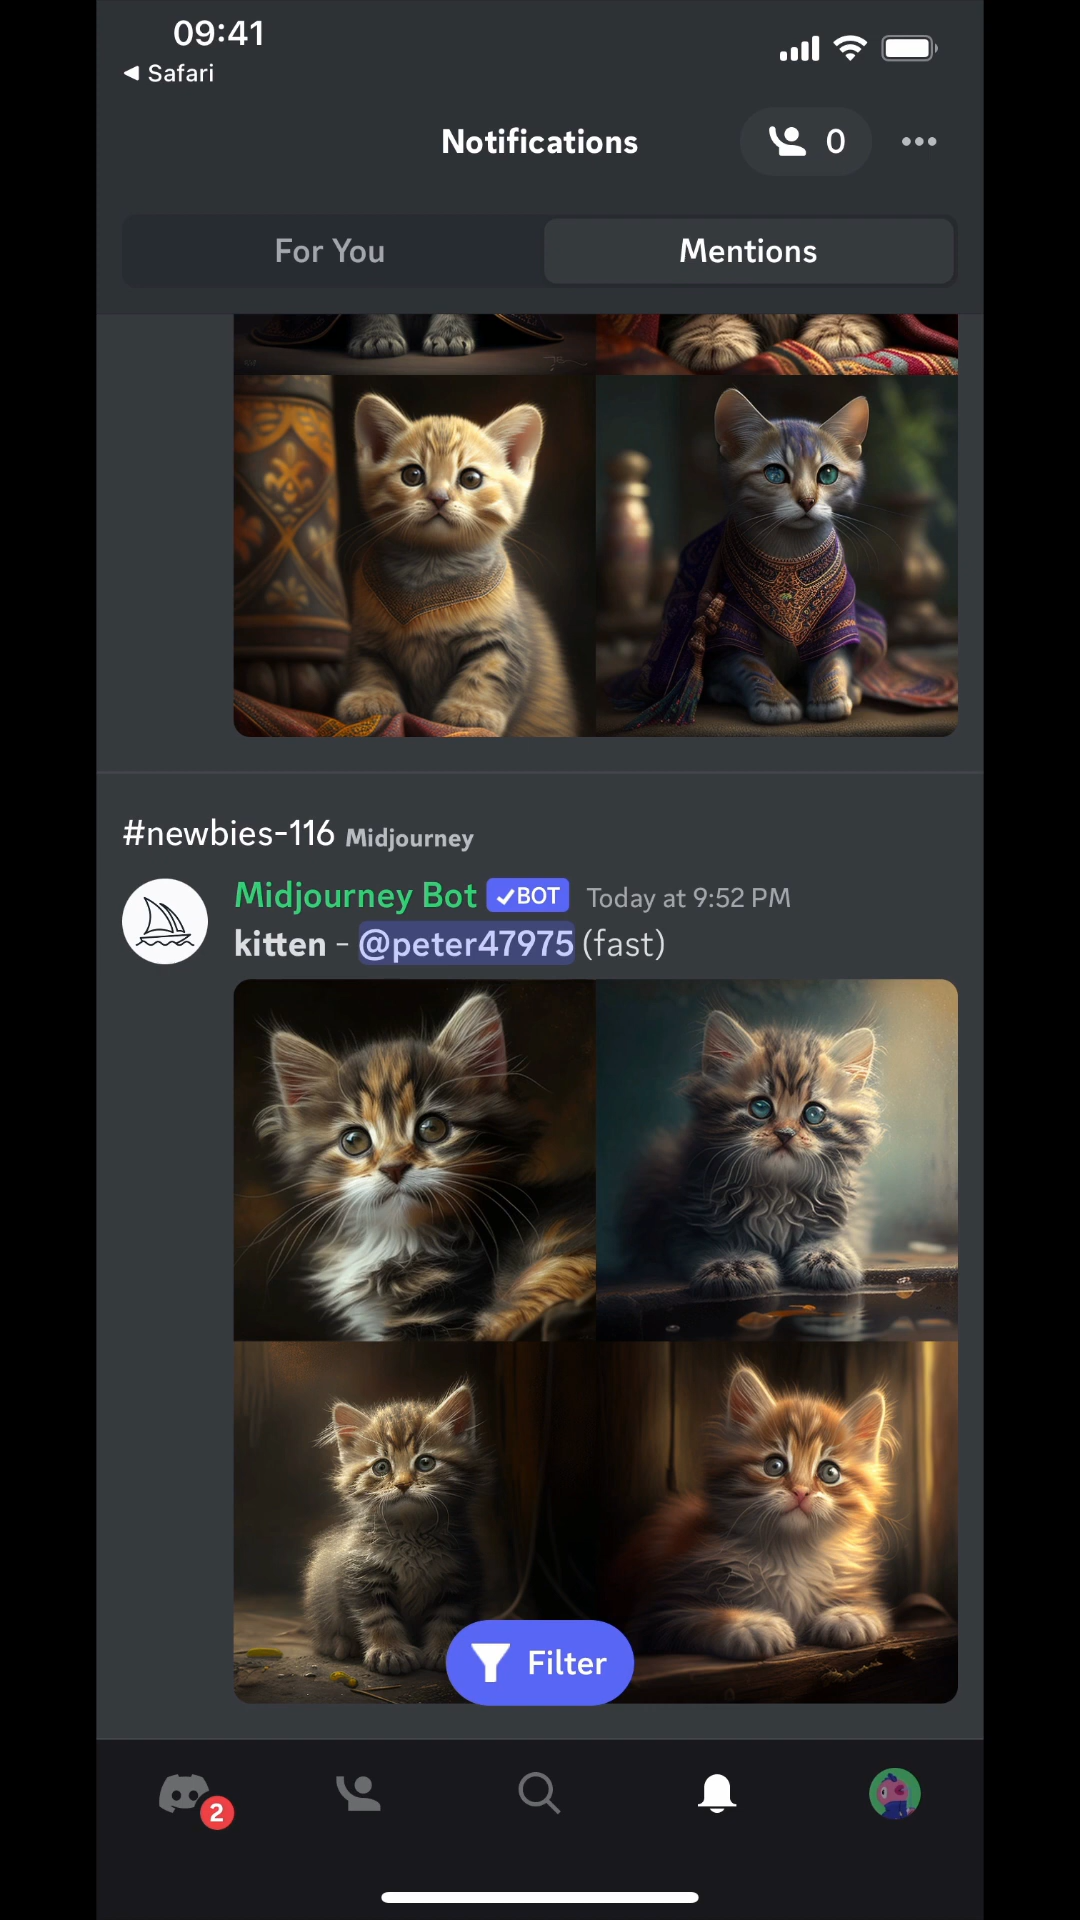 09:41
Safari
Notifications
0
For You
Mentions
#newbies-116 Midjourney
Midjourney Bot BOT Today at 9:52 PM
kitten - @peter47975 (fast)
Filter
2